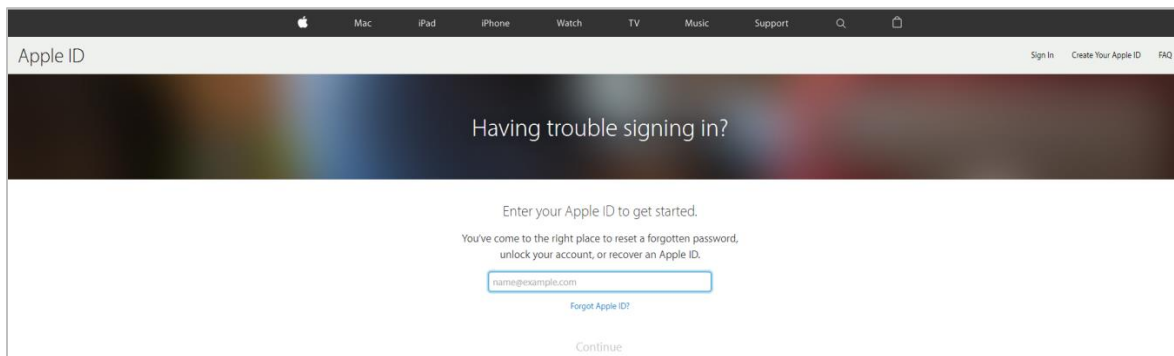 Mac iPad iPhone Watch TV Music Support
Apple ID Sign In Create Your Apple ID FAQ
Having trouble signing in?
Enter your Apple ID to get started.
You've come to the right place to reset a forgotten password,
unlock your account, or recover an Apple ID.
name@example.com
Forgot Apple ID?
Continue